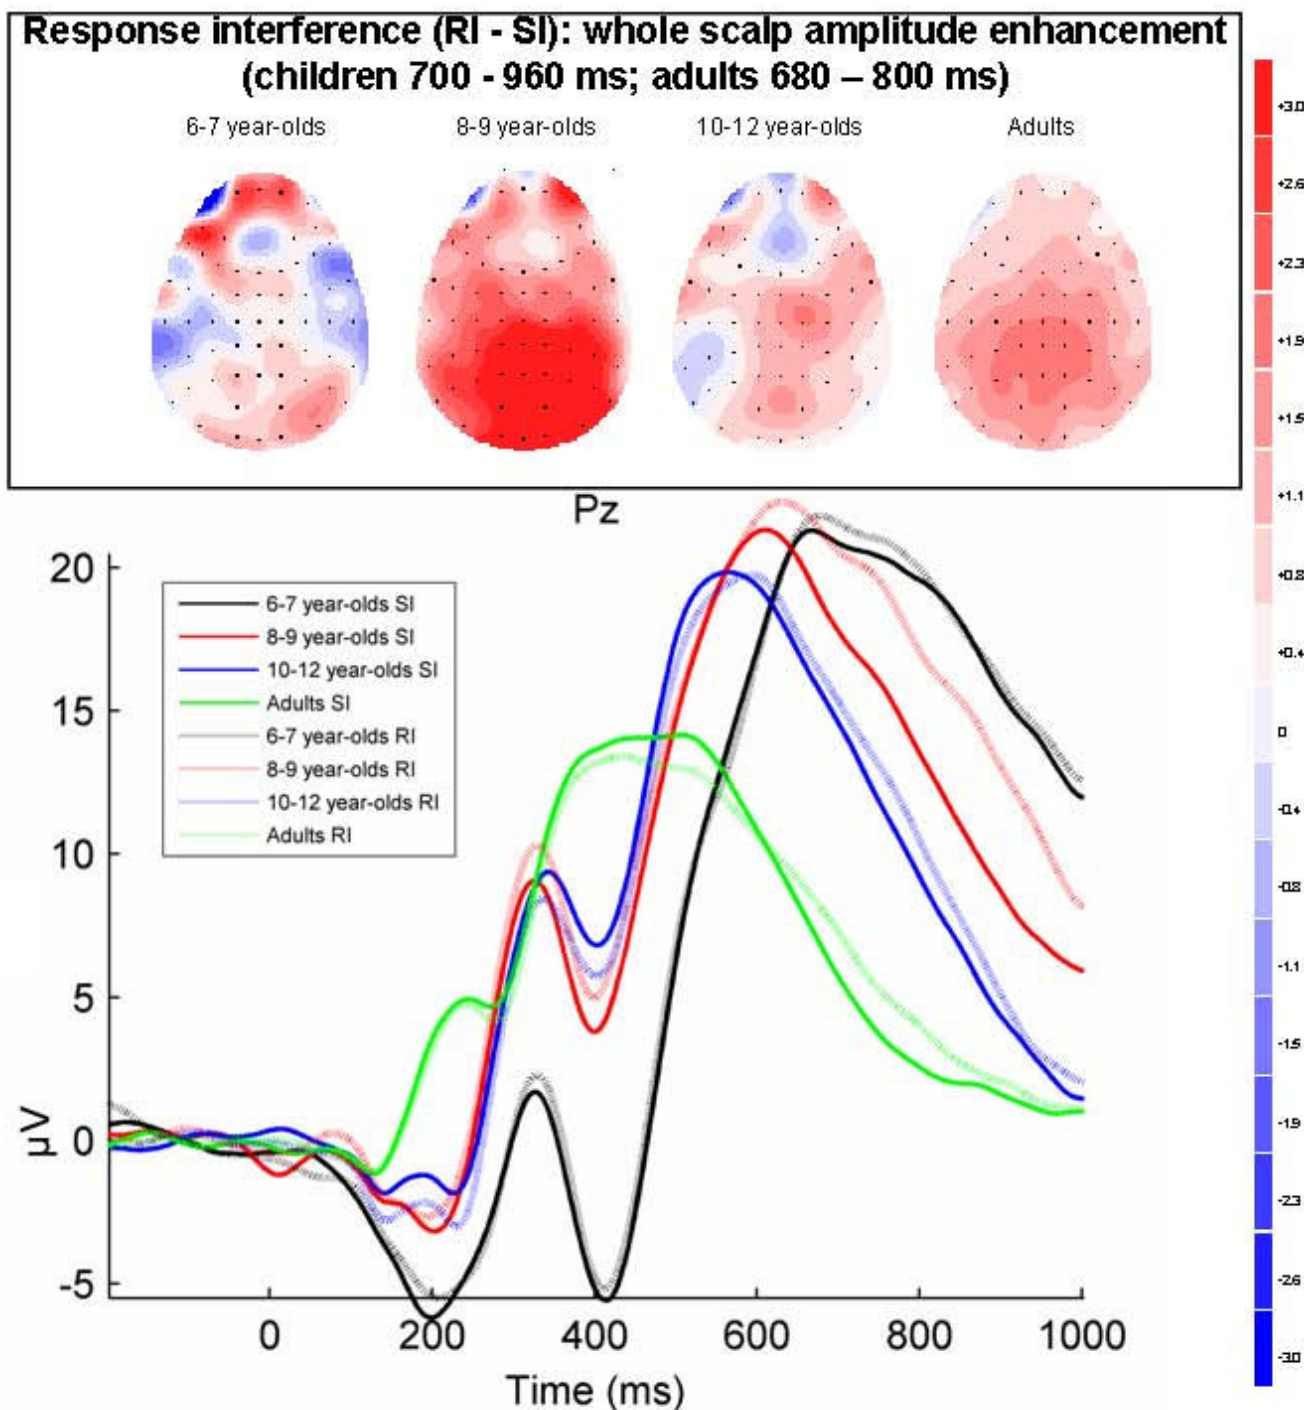 Response interference (RI - SI): whole scalp amplitude enhancement
(children 700 - 960 ms; adults 680 – 800 ms)
6-7 year-olds
8-9 year-olds
10-12 year-olds
Adults
+3.0
+2.6
+2.3
+1.9
+1.5
+1.1
+0.8
+0.4
0
-0.4
-0.8
-1.1
-1.5
-1.9
-2.3
-2.6
-3.0
Pz
20
15
10
5
0
-5
µV
6-7 year-olds SI
8-9 year-olds SI
10-12 year-olds SI
Adults SI
6-7 year-olds RI
8-9 year-olds RI
10-12 year-olds RI
Adults RI
0
200
400
600
800
1000
Time (ms)